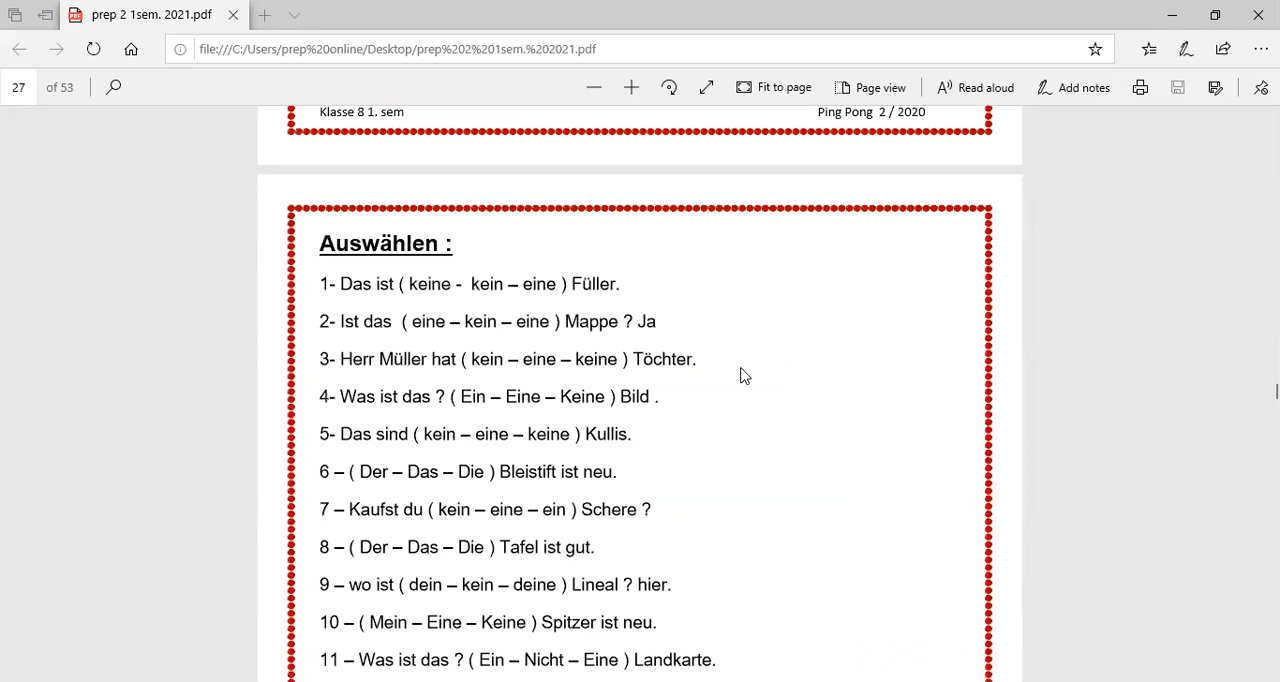 prep 2 1sem. 2021.pdf
file:///C:/Users/prep%20online/Desktop/prep%202%201sem.%202021.pdf
27 of 53 Fit to page Page view Read aloud Add notes
Klasse 8 1. sem Ping Pong 2 / 2020
Auswählen :
1- Das ist ( keine - kein – eine ) Füller.
2- Ist das ( eine – kein – eine ) Mappe ? Ja
3- Herr Müller hat ( kein – eine – keine ) Töchter.
4- Was ist das ? ( Ein – Eine – Keine ) Bild .
5- Das sind ( kein – eine – keine ) Kullis.
6 – ( Der – Das – Die ) Bleistift ist neu.
7 – Kaufst du ( kein – eine – ein ) Schere ?
8 – ( Der – Das – Die ) Tafel ist gut.
9 – wo ist ( dein – kein – deine ) Lineal ? hier.
10 – ( Mein – Eine – Keine ) Spitzer ist neu.
11 – Was ist das ? ( Ein – Nicht – Eine ) Landkarte.